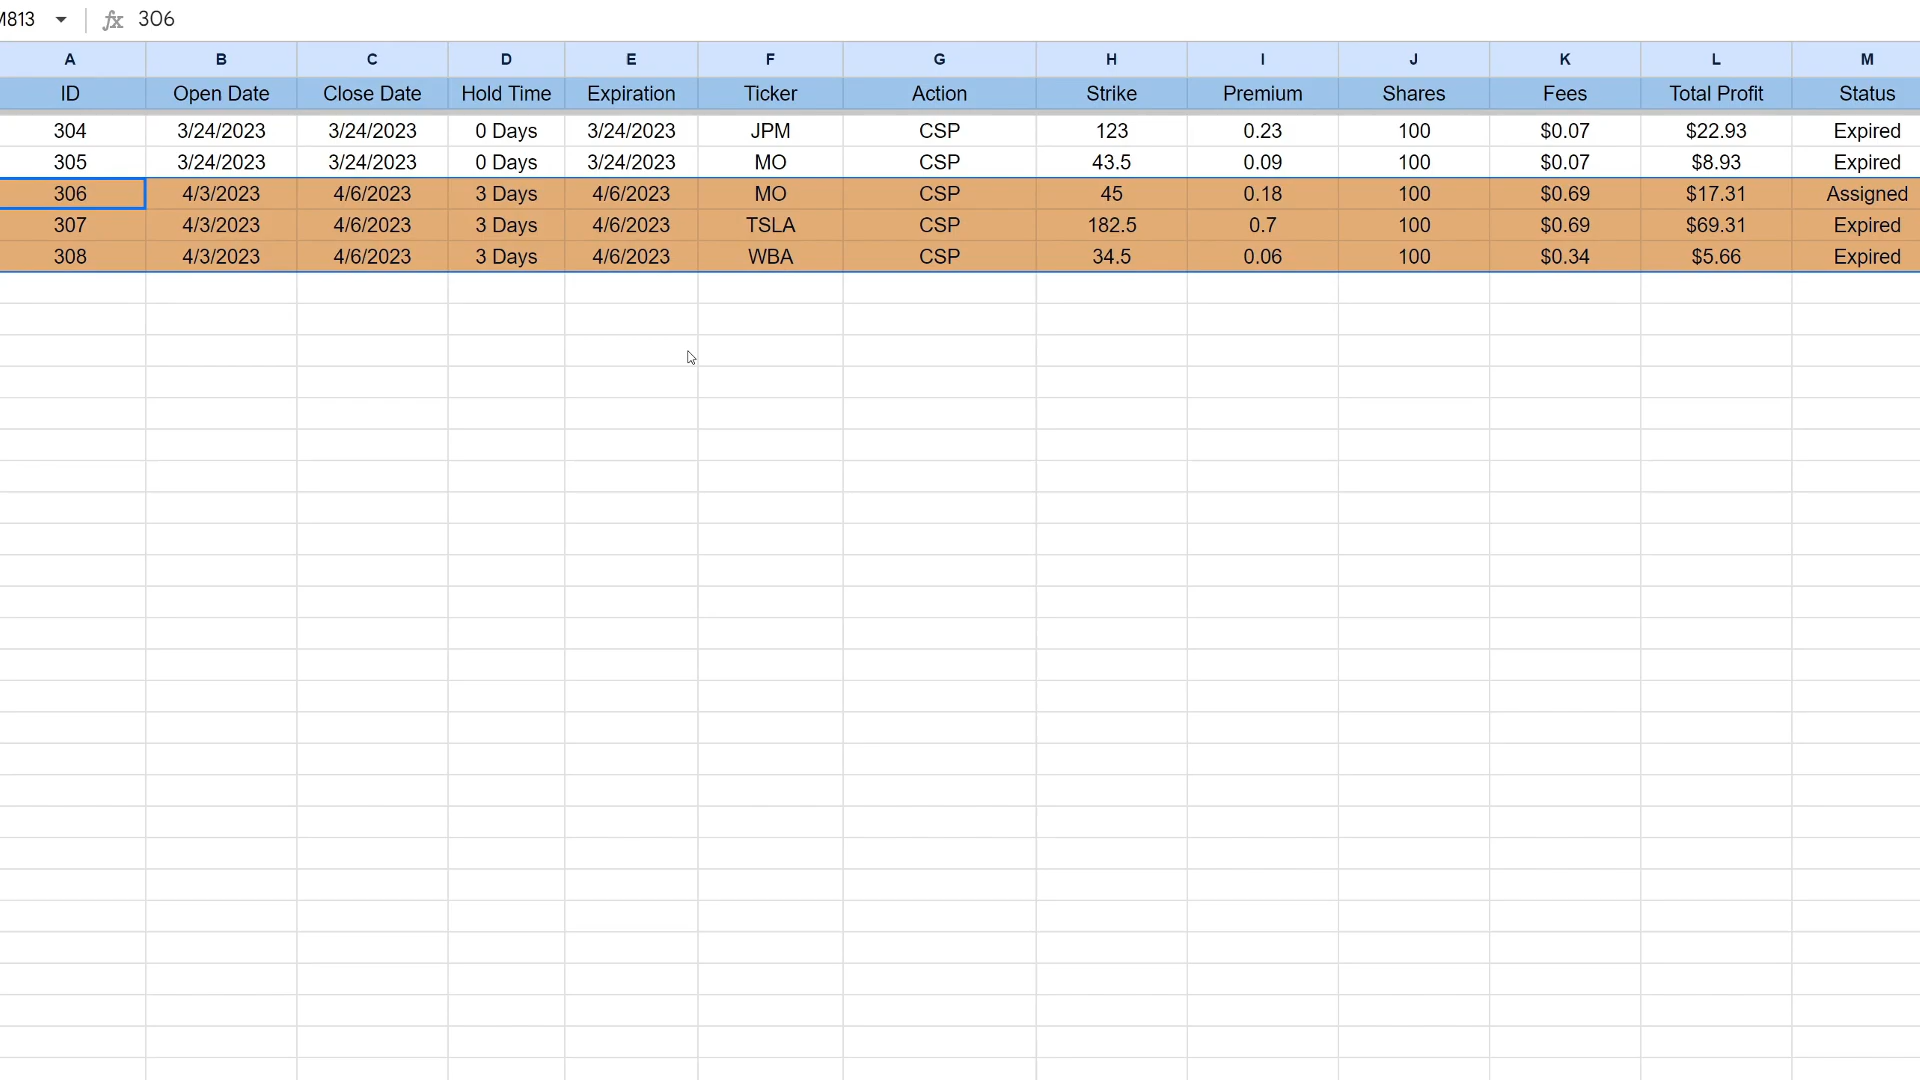 M813 fx 306
A B C D E F G H I J K L M
ID Open Date Close Date Hold Time Expiration Ticker Action Strike Premium Shares Fees Total Profit Status
304 3/24/2023 3/24/2023 0 Days 3/24/2023 JPM CSP 123 0.23 100 $0.07 $22.93 Expired
305 3/24/2023 3/24/2023 0 Days 3/24/2023 MO CSP 43.5 0.09 100 $0.07 $8.93 Expired
306 4/3/2023 4/6/2023 3 Days 4/6/2023 MO CSP 45 0.18 100 $0.69 $17.31 Assigned
307 4/3/2023 4/6/2023 3 Days 4/6/2023 TSLA CSP 182.5 0.7 100 $0.69 $69.31 Expired
308 4/3/2023 4/6/2023 3 Days 4/6/2023 WBA CSP 34.5 0.06 100 $0.34 $5.66 Expired